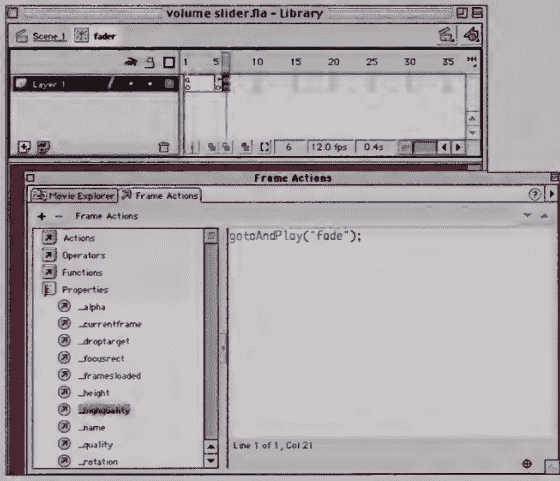 volume slider.fla - Library
Scene 1 fader
1 5 10 15 20 25 30 35
Layer 1
6 12.0 fps 0.4s
Frame Actions
Movie Explorer Frame Actions
Frame Actions
Actions
Operators
Functions
Properties
_alpha
_currentframe
_droptarget
_focusrect
_framesloaded
_height
_highquality
_name
_quality
_rotation
gotoAndPlay("fade");
Line 1 of 1, Col 21